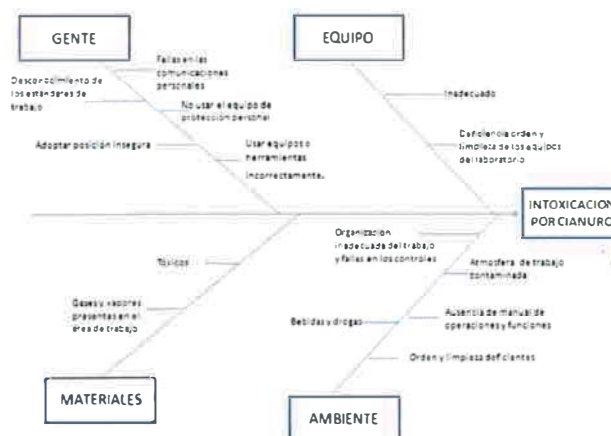 GENTE
EQUIPO
Fallas en las
comunicaciones
personales
Desconocimiento de
los estándares de
trabajo
No usar el equipo de
protección personal
Adoptar posición insegura
Usar equipos o
herramientas
Incorrectamente.
Inadecuado
Deficiencia orden y
limpieza de los equipos
del laboratorio
INTOXICACION
POR CIANURO
Organización
inadecuada del trabajo
y fallas en los controles
Tóxicos
Atmosfera de trabajo
contaminada
Gases y vapores
presentes en el
área de trabajo
Bebidas y drogas
Ausencia de manual de
operaciones y funciones
Orden y limpieza deficientes
MATERIALES
AMBIENTE